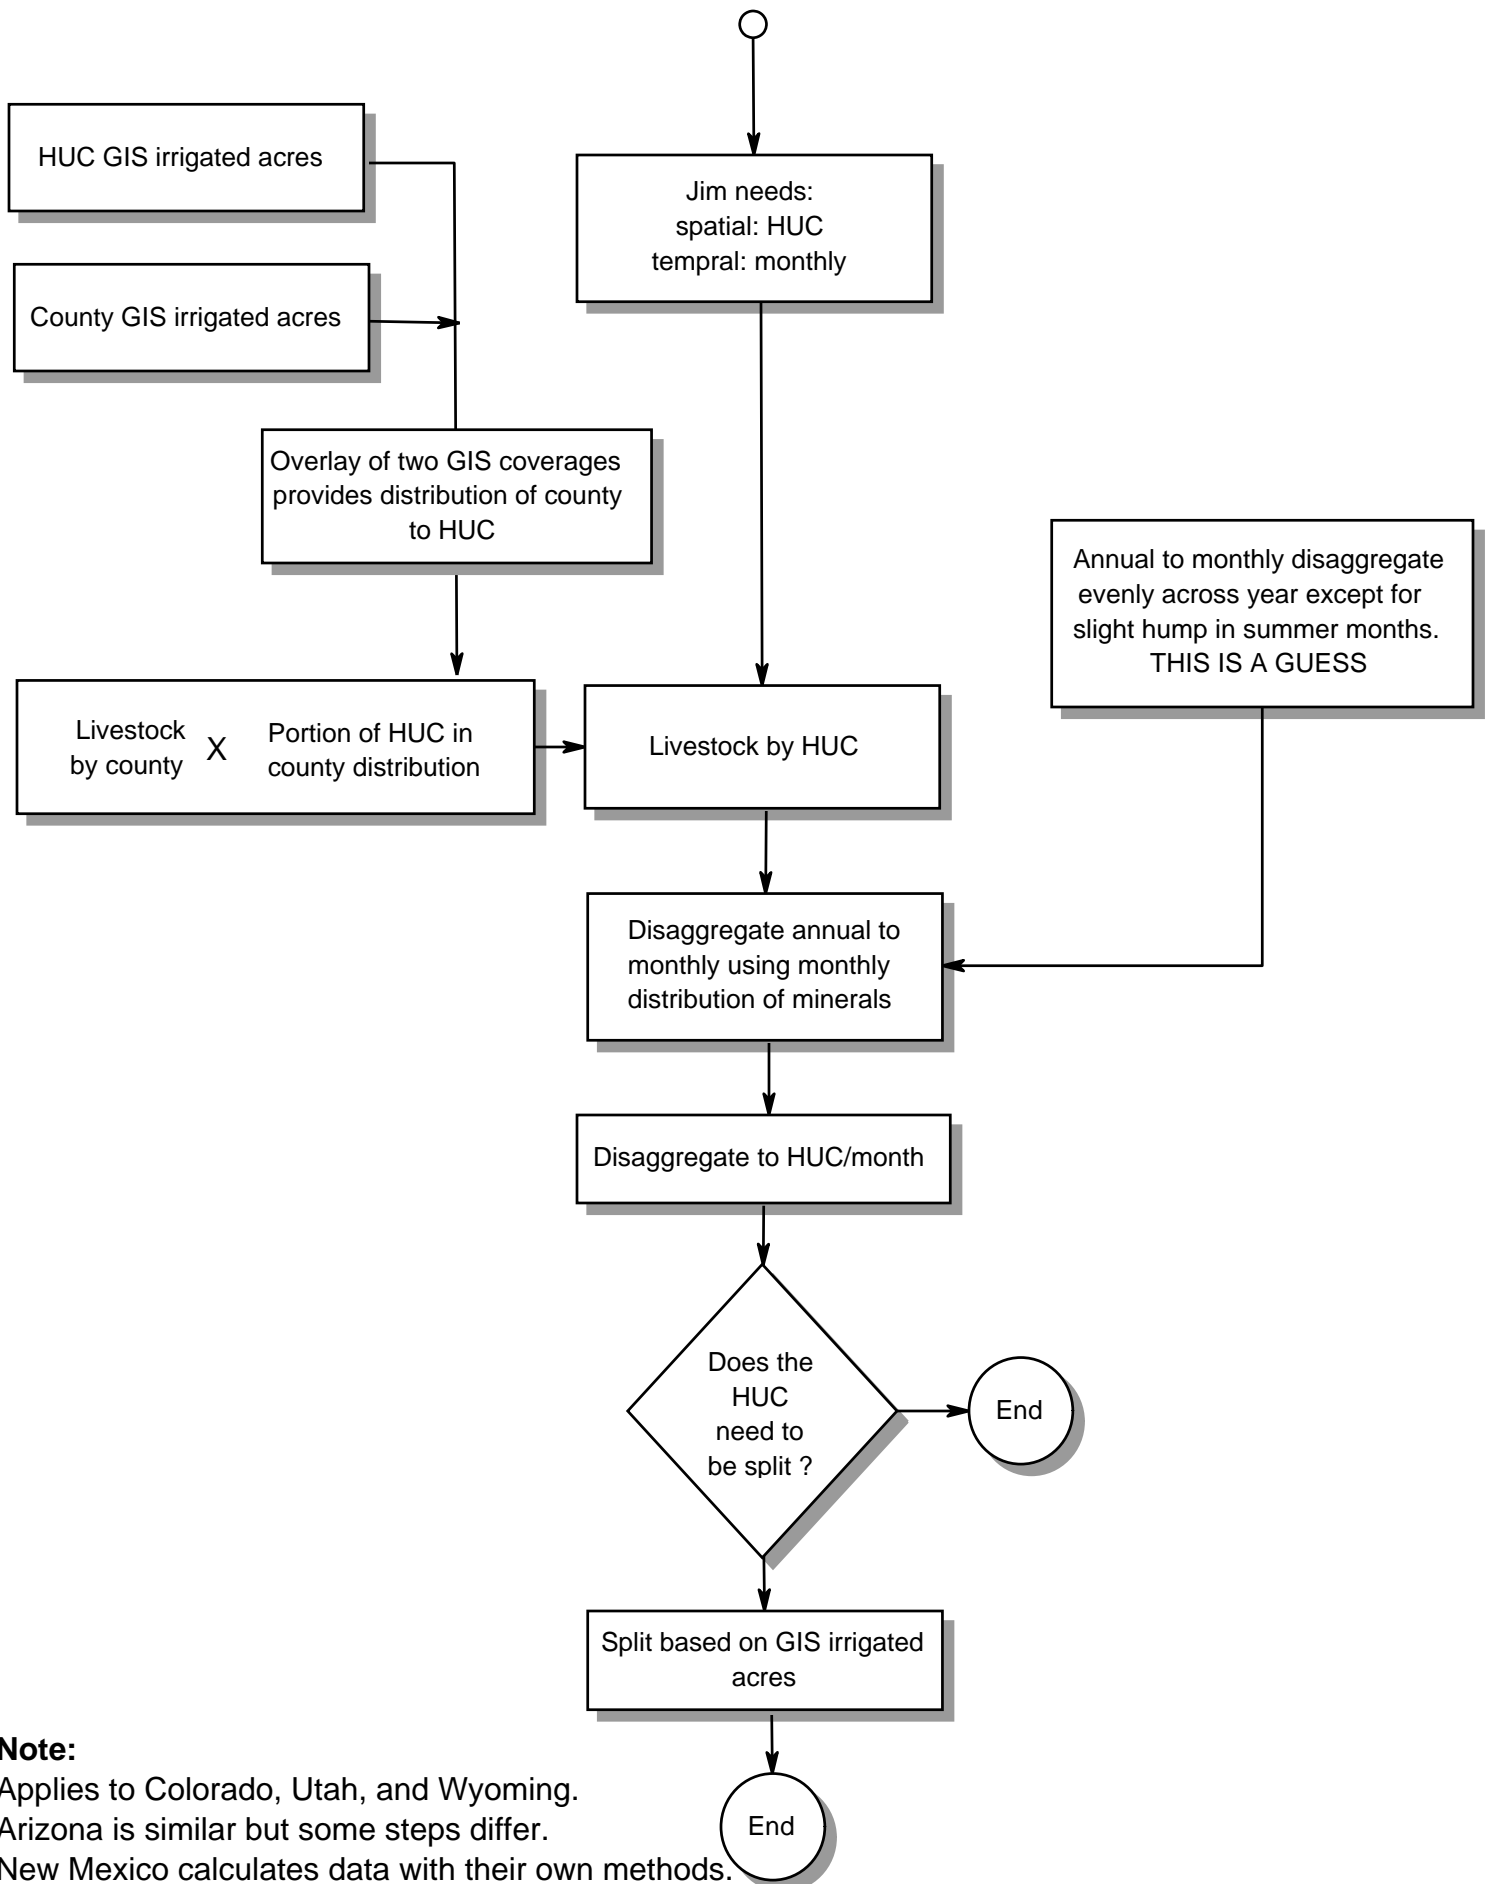 HUC GIS irrigated acres
Jim needs:
spatial: HUC
tempral: monthly
County GIS irrigated acres
Overlay of two GIS coverages
provides distribution of county
to HUC
Annual to monthly disaggregate
evenly across year except for
slight hump in summer months.
THIS IS A GUESS
Livestock
by county
X
Portion of HUC in
county distribution
Livestock by HUC
Disaggregate annual to
monthly using monthly
distribution of minerals
Disaggregate to HUC/month
Does the
HUC
need to
be split ?
End
Split based on GIS irrigated
acres
End
Note:
Applies to Colorado, Utah, and Wyoming.
Arizona is similar but some steps differ.
New Mexico calculates data with their own methods.